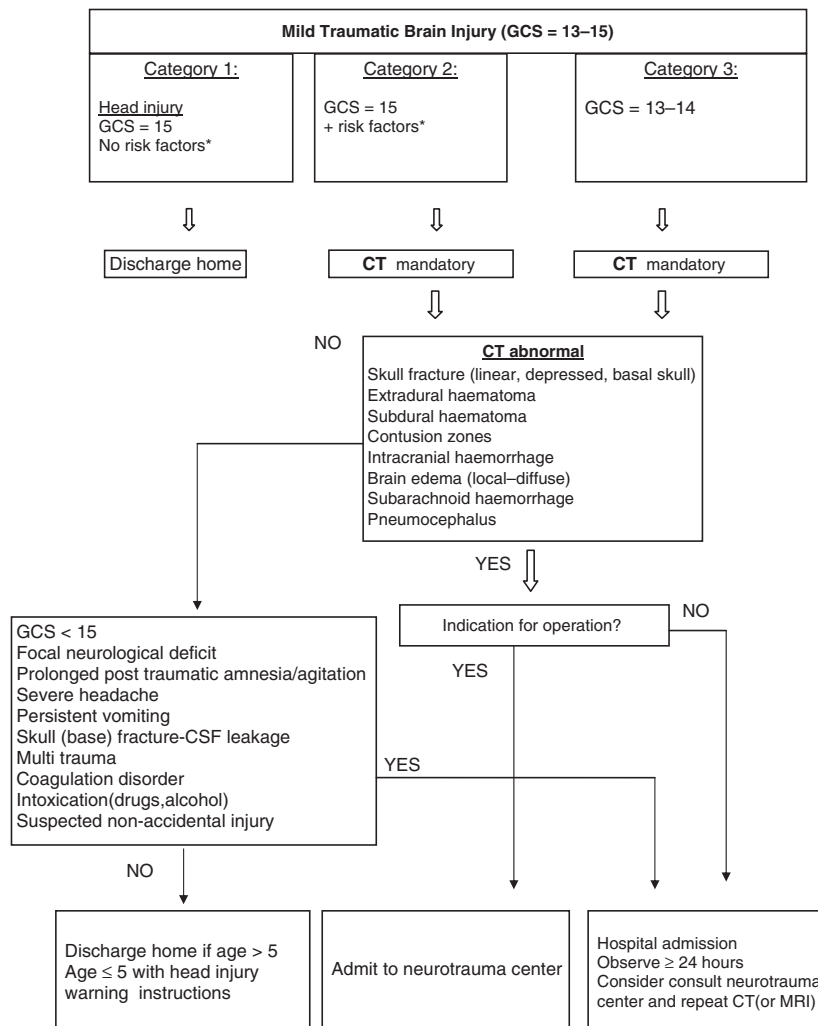 Mild Traumatic Brain Injury (GCS = 13–15)
Category 1:
Head injury
GCS = 15
No risk factors*
Category 2:
GCS = 15
+ risk factors*
Category 3:
GCS = 13–14
Discharge home
CT mandatory
CT mandatory
NO
CT abnormal
Skull fracture (linear, depressed, basal skull)
Extradural haematoma
Subdural haematoma
Contusion zones
Intracranial haemorrhage
Brain edema (local–diffuse)
Subarachnoid haemorrhage
Pneumocephalus
YES
Indication for operation?
NO
YES
GCS < 15
Focal neurological deficit
Prolonged post traumatic amnesia/agitation
Severe headache
Persistent vomiting
Skull (base) fracture-CSF leakage
Multi trauma
Coagulation disorder
Intoxication(drugs,alcohol)
Suspected non-accidental injury
YES
NO
Discharge home if age > 5
Age ≤ 5 with head injury
warning instructions
Admit to neurotrauma center
Hospital admission
Observe ≥ 24 hours
Consider consult neurotrauma
center and repeat CT(or MRI)